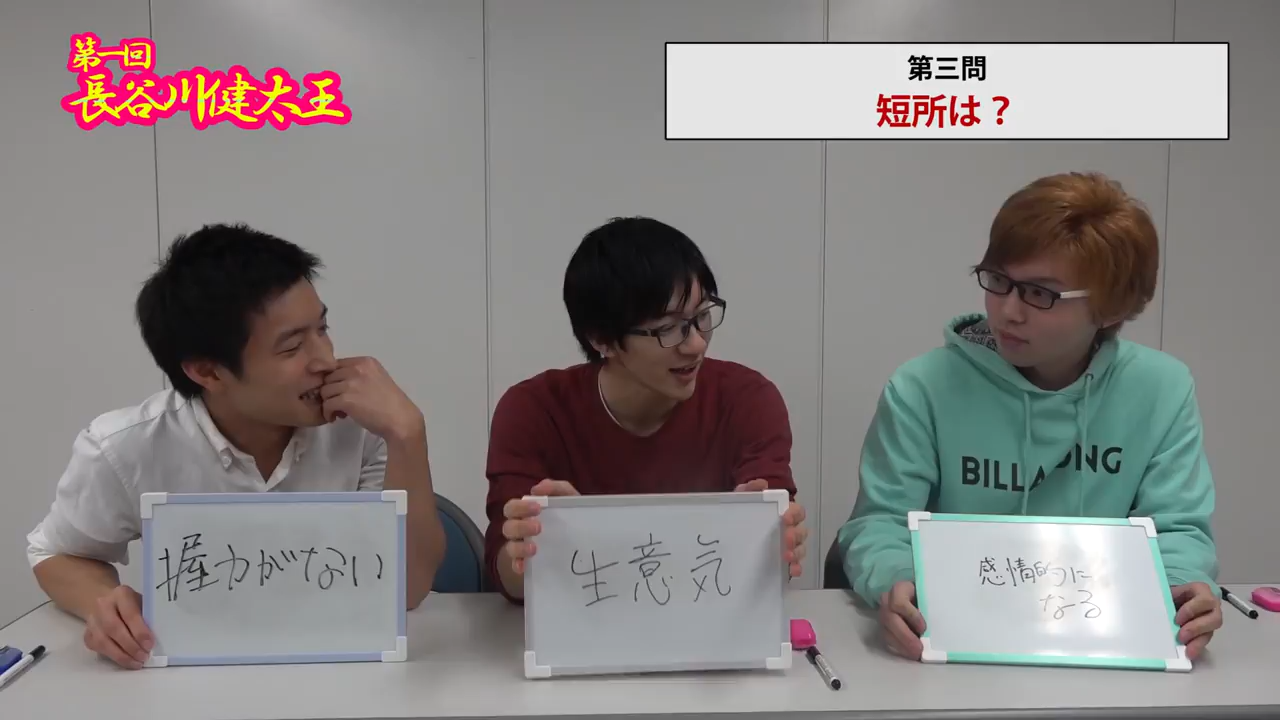 第一回
長谷川健太王
第三問
短所は？
BILLABONG
握力がない
生意気
感情的に
なる